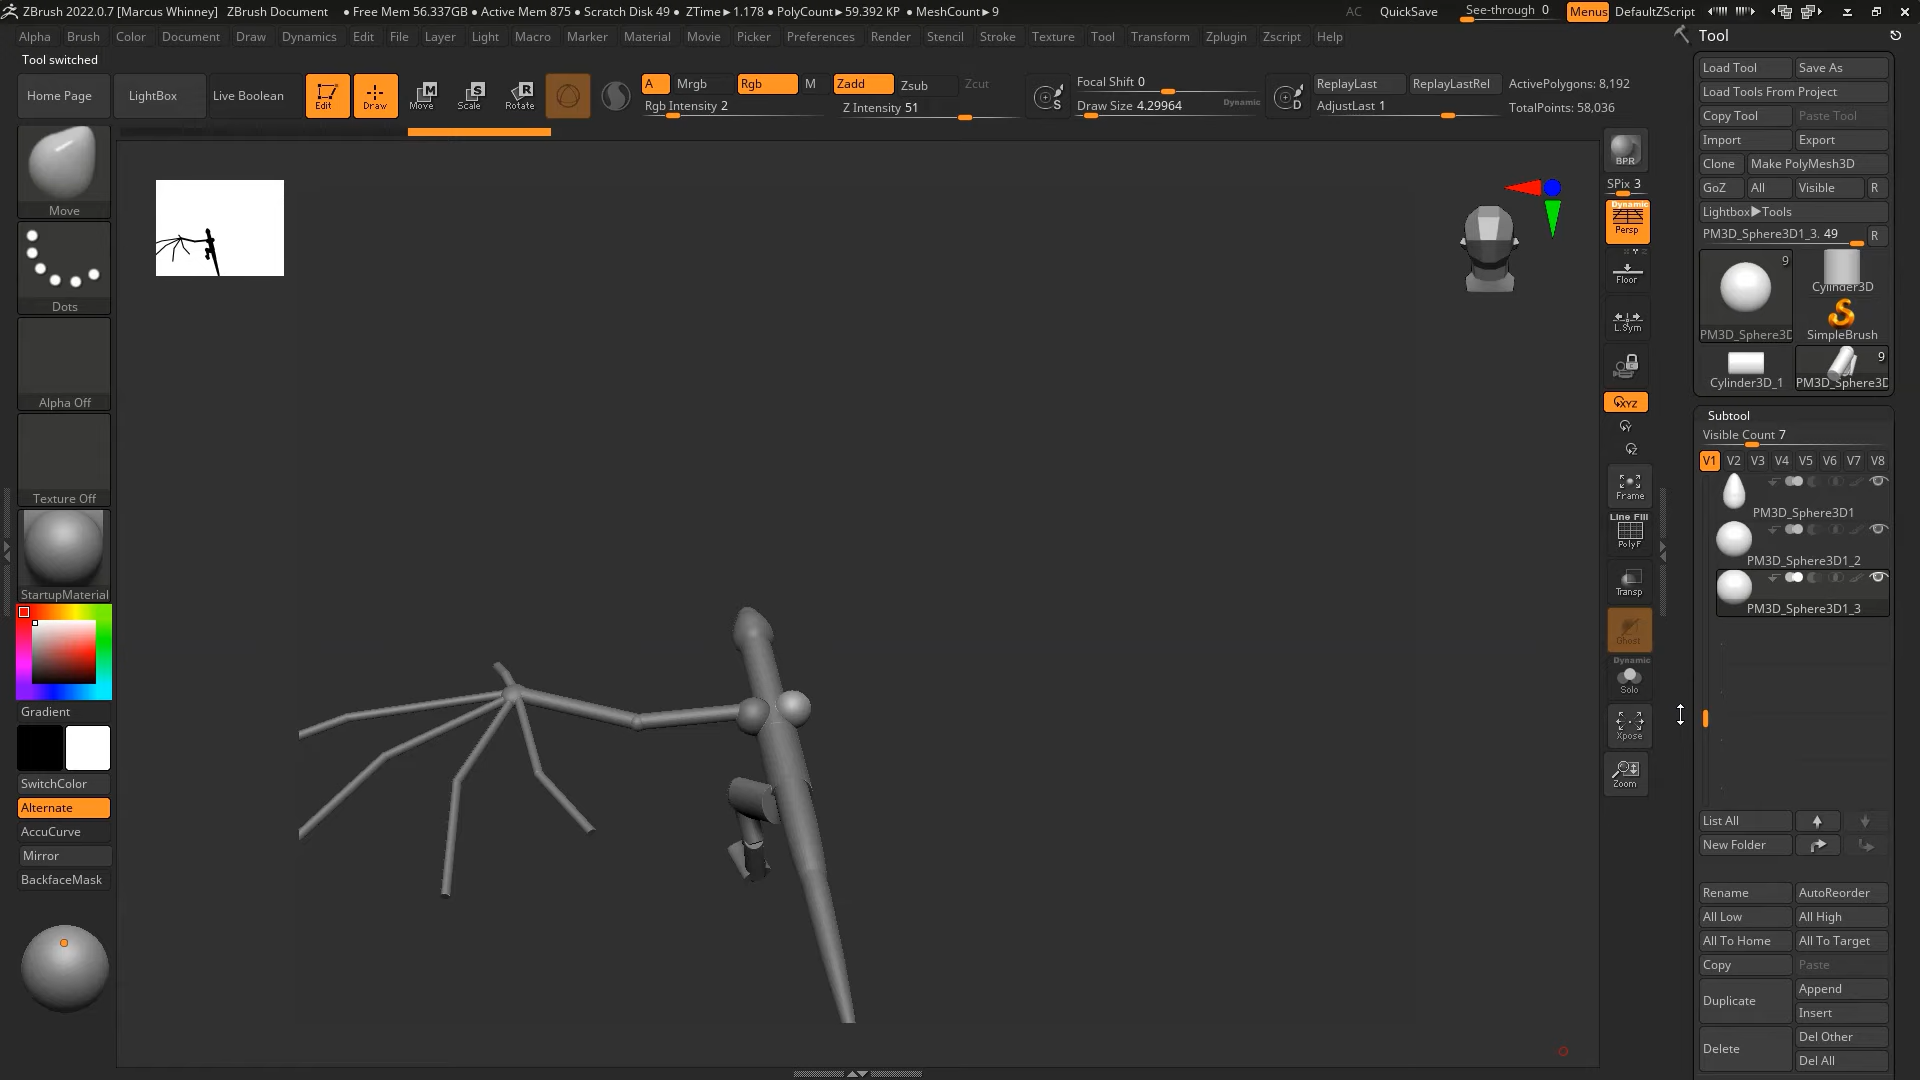 ZBrush 2022.0.7 [Marcus Whinney] ZBrush Document ● Free Mem 56.337GB ● Active Mem 875 ● Scratch Disk 49 ● ZTime►1.178 ● PolyCount►59.392 KP ● MeshCount►9 AC QuickSave See-through 0 Menus DefaultZScript
Alpha Brush Color Document Draw Dynamics Edit File Layer Light Macro Marker Material Movie Picker Preferences Render Stencil Stroke Texture Tool Transform Zplugin Zscript Help
Tool switched
Home Page LightBox Live Boolean Edit Draw Move Scale Rotate
M S R
A Mrgb Rgb M Zadd Zsub Zcut
Rgb Intensity 2 Z Intensity 51
S Focal Shift 0
Draw Size 4.29964 Dynamic
D ReplayLast ReplayLastRel ActivePolygons: 8,192
AdjustLast 1 TotalPoints: 58,036
Move
Dots
Alpha Off
Texture Off
StartupMaterial
Gradient
SwitchColor
Alternate
AccuCurve
Mirror
BackfaceMask
BPR
SPix 3
Dynamic
Persp
Floor
L.Sym
XYZ
Y
Z
Frame
Line Fill
PolyF
Transp
Ghost
Dynamic
Solo
Xpose
Zoom
Tool
Load Tool Save As
Load Tools From Project
Copy Tool Paste Tool
Import Export
Clone Make PolyMesh3D
GoZ All Visible R
Lightbox►Tools
PM3D_Sphere3D1_3. 49 R
9
Cylinder3D
PM3D_Sphere3D SimpleBrush
9
Cylinder3D_1 PM3D_Sphere3D
Subtool
Visible Count 7
V1 V2 V3 V4 V5 V6 V7 V8
PM3D_Sphere3D1
PM3D_Sphere3D1_2
PM3D_Sphere3D1_3
List All
New Folder
Rename AutoReorder
All Low All High
All To Home All To Target
Copy Paste
Duplicate Append
Insert
Delete Del Other
Del All